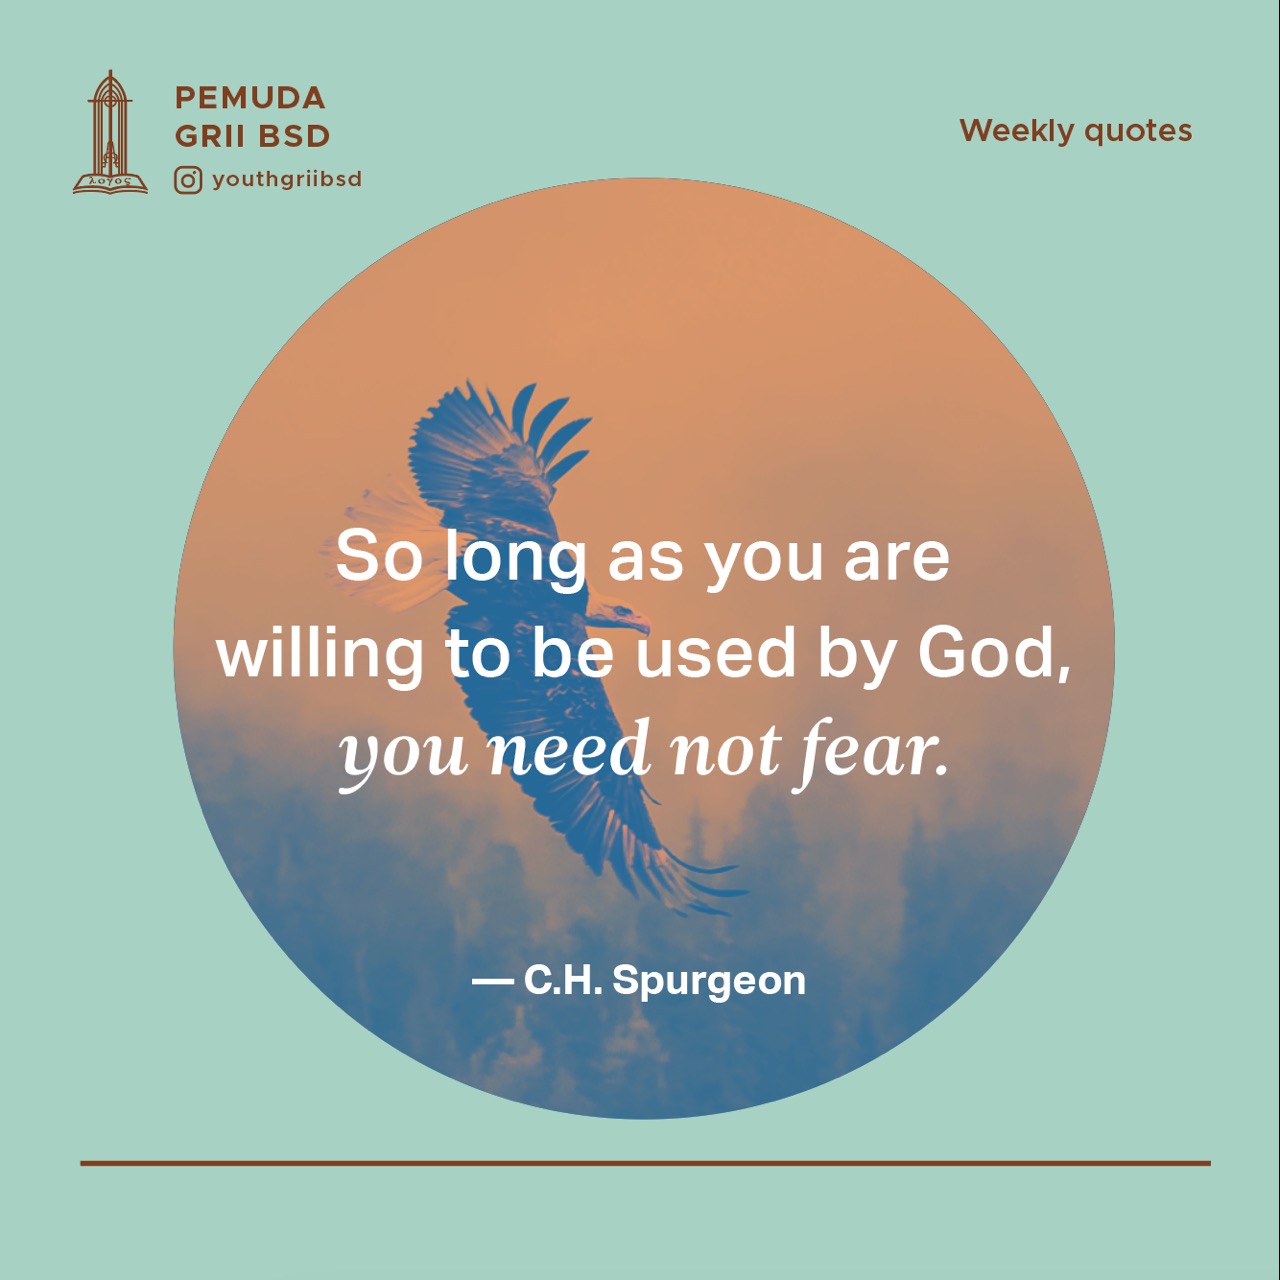 PEMUDA
GRII BSD
youthgriibsd
λογος
Weekly quotes
So long as you are
willing to be used by God,
you need not fear.
— C.H. Spurgeon